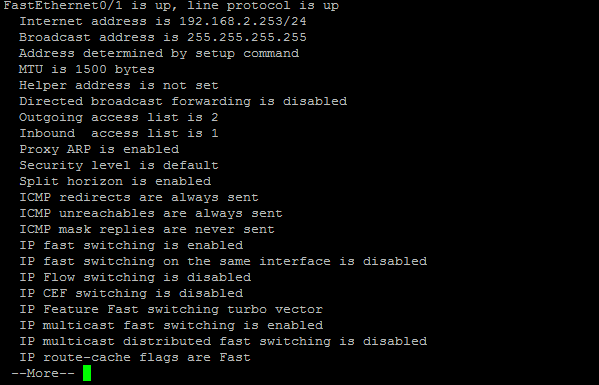 FastEthernet0/1 is up, line protocol is up
  Internet address is 192.168.2.253/24
  Broadcast address is 255.255.255.255
  Address determined by setup command
  MTU is 1500 bytes
  Helper address is not set
  Directed broadcast forwarding is disabled
  Outgoing access list is 2
  Inbound  access list is 1
  Proxy ARP is enabled
  Security level is default
  Split horizon is enabled
  ICMP redirects are always sent
  ICMP unreachables are always sent
  ICMP mask replies are never sent
  IP fast switching is enabled
  IP fast switching on the same interface is disabled
  IP Flow switching is disabled
  IP CEF switching is disabled
  IP Feature Fast switching turbo vector
  IP multicast fast switching is enabled
  IP multicast distributed fast switching is disabled
  IP route-cache flags are Fast
 --More--